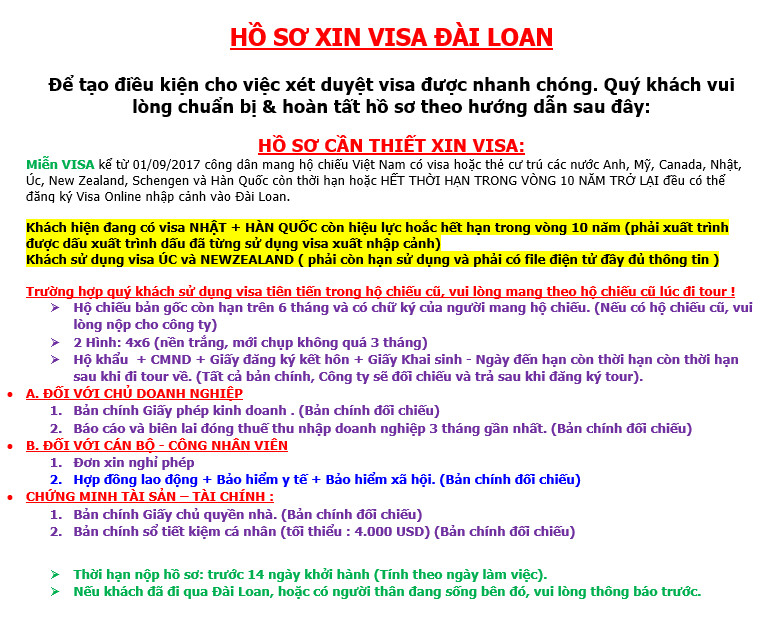 HỒ SƠ XIN VISA ĐÀI LOAN
Để tạo điều kiện cho việc xét duyệt visa được nhanh chóng. Quý khách vui
lòng chuẩn bị & hoàn tất hồ sơ theo hướng dẫn sau đây:
HỒ SƠ CẦN THIẾT XIN VISA:
Miễn VISA kể từ 01/09/2017 công dân mang hộ chiếu Việt Nam có visa hoặc thẻ cư trú các nước Anh, Mỹ, Canada, Nhật,
Úc, New Zealand, Schengen và Hàn Quốc còn thời hạn hoặc HẾT THỜI HẠN TRONG VÒNG 10 NĂM TRỞ LẠI đều có thể
đăng ký Visa Online nhập cảnh vào Đài Loan.
Khách hiện đang có visa NHẬT + HÀN QUỐC còn hiệu lực hoắc hết hạn trong vòng 10 năm (phải xuất trình
được dấu xuất trình dấu đã từng sử dụng visa xuất nhập cảnh)
Khách sử dụng visa ÚC và NEWZEALAND ( phải còn hạn sử dụng và phải có file điện tử đầy đủ thông tin )
Trường hợp quý khách sử dụng visa tiên tiến trong hộ chiếu cũ, vui lòng mang theo hộ chiếu cũ lúc đi tour !
➢ Hộ chiếu bản gốc còn hạn trên 6 tháng và có chữ ký của người mang hộ chiếu. (Nếu có hộ chiếu cũ, vui
lòng nộp cho công ty)
➢ 2 Hình: 4x6 (nền trắng, mới chụp không quá 3 tháng)
➢ Hộ khẩu + CMND + Giấy đăng ký kết hôn + Giấy Khai sinh - Ngày đến hạn còn thời hạn còn thời hạn
sau khi đi tour về. (Tất cả bản chính, Công ty sẽ đối chiếu và trả sau khi đăng ký tour).
• A. ĐỐI VỚI CHỦ DOANH NGHIỆP
1. Bản chính Giấy phép kinh doanh . (Bản chính đối chiếu)
2. Báo cáo và biên lai đóng thuế thu nhập doanh nghiệp 3 tháng gần nhất. (Bản chính đối chiếu)
• B. ĐỐI VỚI CÁN BỘ - CÔNG NHÂN VIÊN
1. Đơn xin nghỉ phép
2. Hợp đồng lao động + Bảo hiểm y tế + Bảo hiểm xã hội. (Bản chính đối chiếu)
• CHỨNG MINH TÀI SẢN – TÀI CHÍNH :
1. Bản chính Giấy chủ quyền nhà. (Bản chính đối chiếu)
2. Bản chính sổ tiết kiệm cá nhân (tối thiểu : 4.000 USD) (Bản chính đối chiếu)
➢ Thời hạn nộp hồ sơ: trước 14 ngày khởi hành (Tính theo ngày làm việc).
➢ Nếu khách đã đi qua Đài Loan, hoặc có người thân đang sống bên đó, vui lòng thông báo trước.